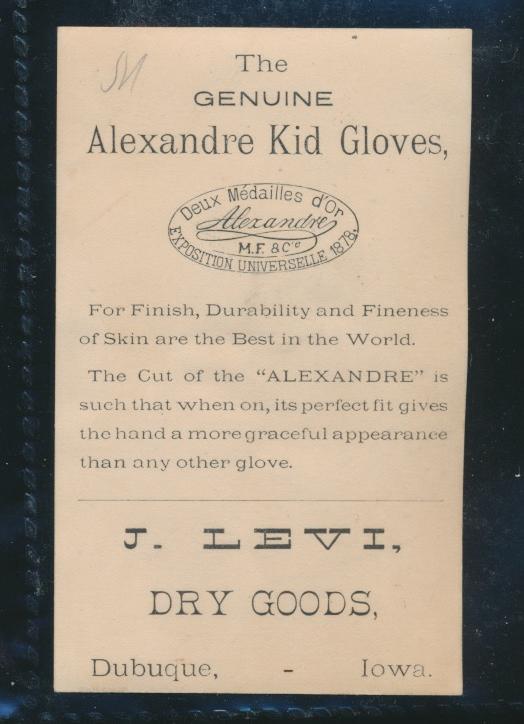 The
GENUINE
Alexandre Kid Gloves,
Deux Médailles d'Or
Alexandre
M.F. & Cie
EXPOSITION UNIVERSELLE 1878.
For Finish, Durability and Fineness
of Skin are the Best in the World.
The Cut of the "ALEXANDRE" is
such that when on, its perfect fit gives
the hand a more graceful appearance
than any other glove.
J. LEVI,
DRY GOODS,
Dubuque, - Iowa.